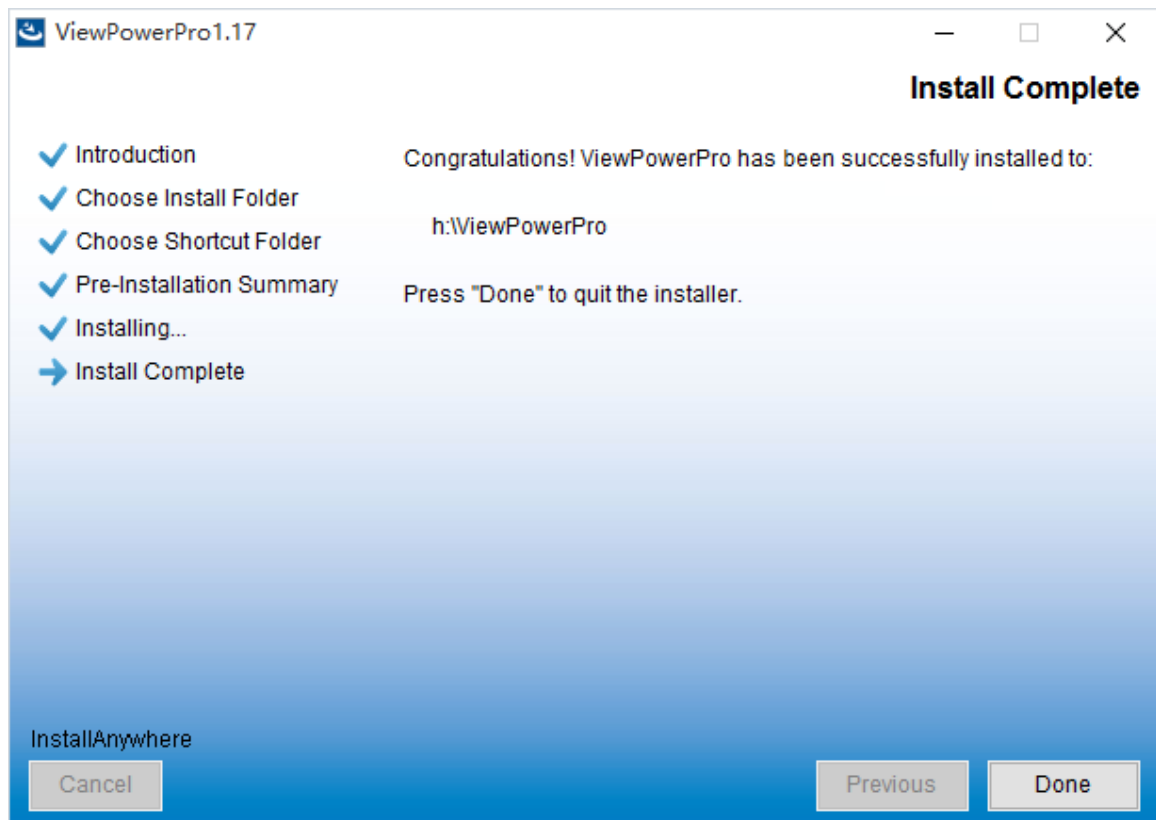 ViewPowerPro1.17
Install Complete
Introduction
Choose Install Folder
Choose Shortcut Folder
Pre-Installation Summary
Installing...
Install Complete
Congratulations! ViewPowerPro has been successfully installed to:
h:\ViewPowerPro
Press "Done" to quit the installer.
InstallAnywhere
Cancel
Previous
Done